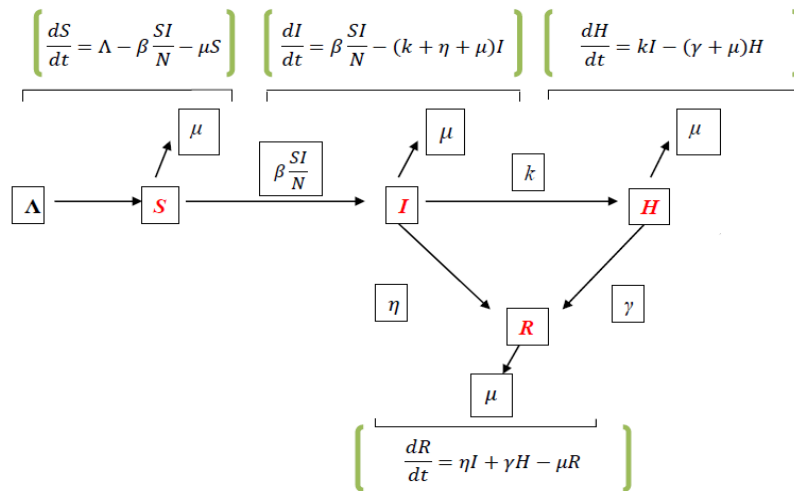 dS/dt = Λ − β SI/N − μS
dI/dt = β SI/N − (k + η + μ)I
dH/dt = kI − (γ + μ)H
μ
μ
μ
β SI/N
k
Λ
S
I
H
η
γ
R
μ
dR/dt = ηI + γH − μR